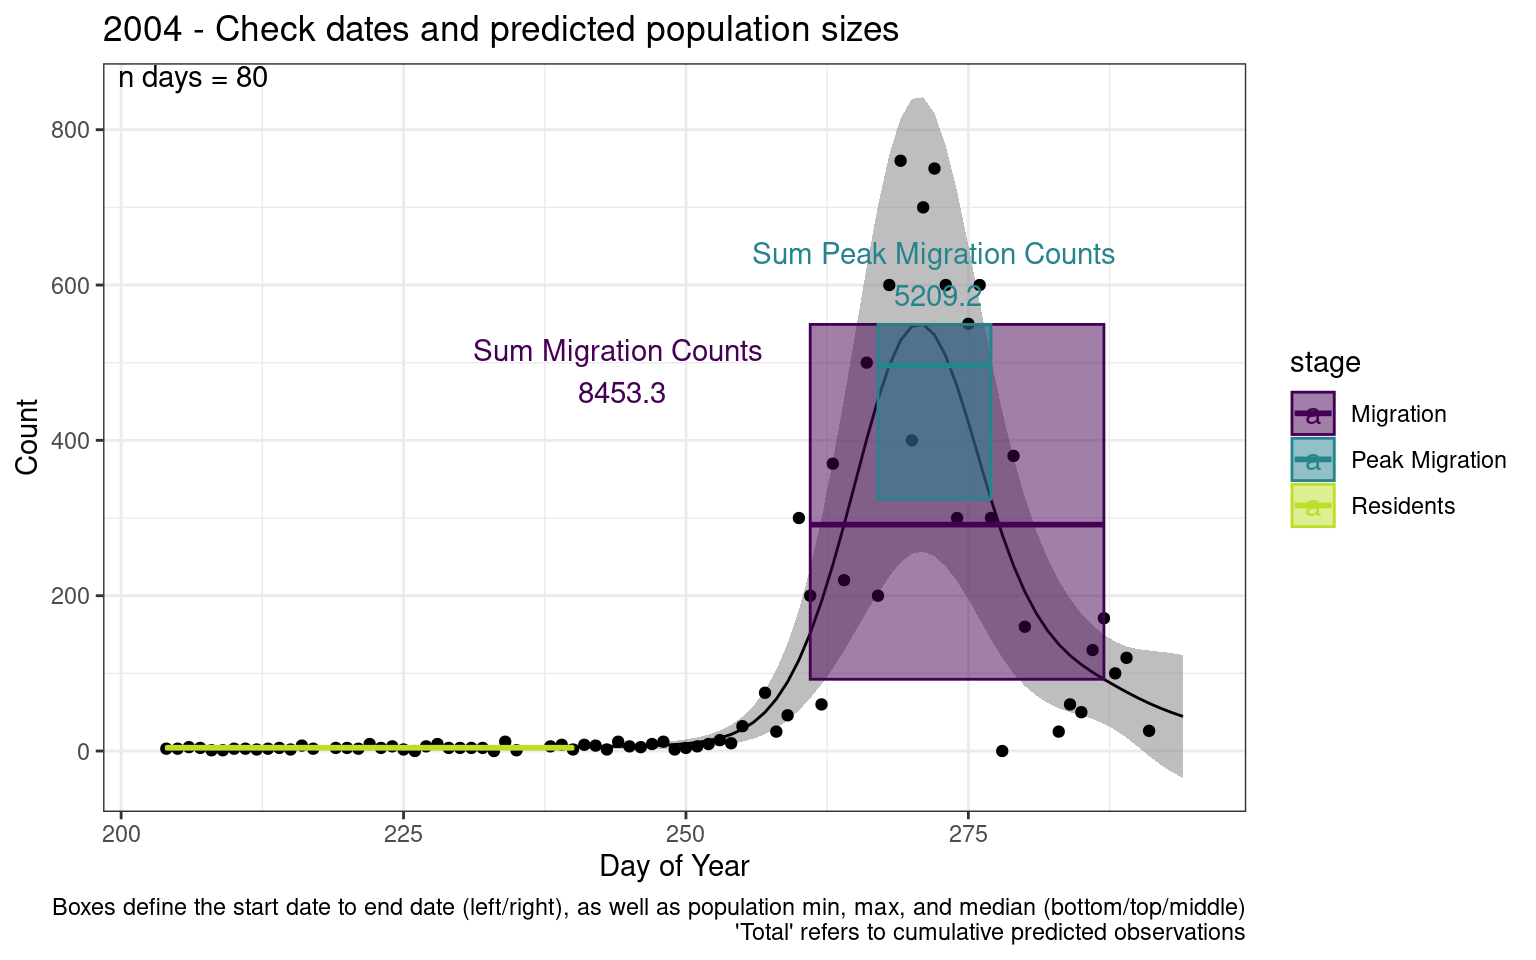 2004 - Check dates and predicted population sizes
n days = 80
800
600
400
200
0
Count
Sum Peak Migration Counts
5209.2
Sum Migration Counts
8453.3
200
225
250
275
Day of Year
stage
a Migration
a Peak Migration
a Residents
Boxes define the start date to end date (left/right), as well as population min, max, and median (bottom/top/middle)
'Total' refers to cumulative predicted observations